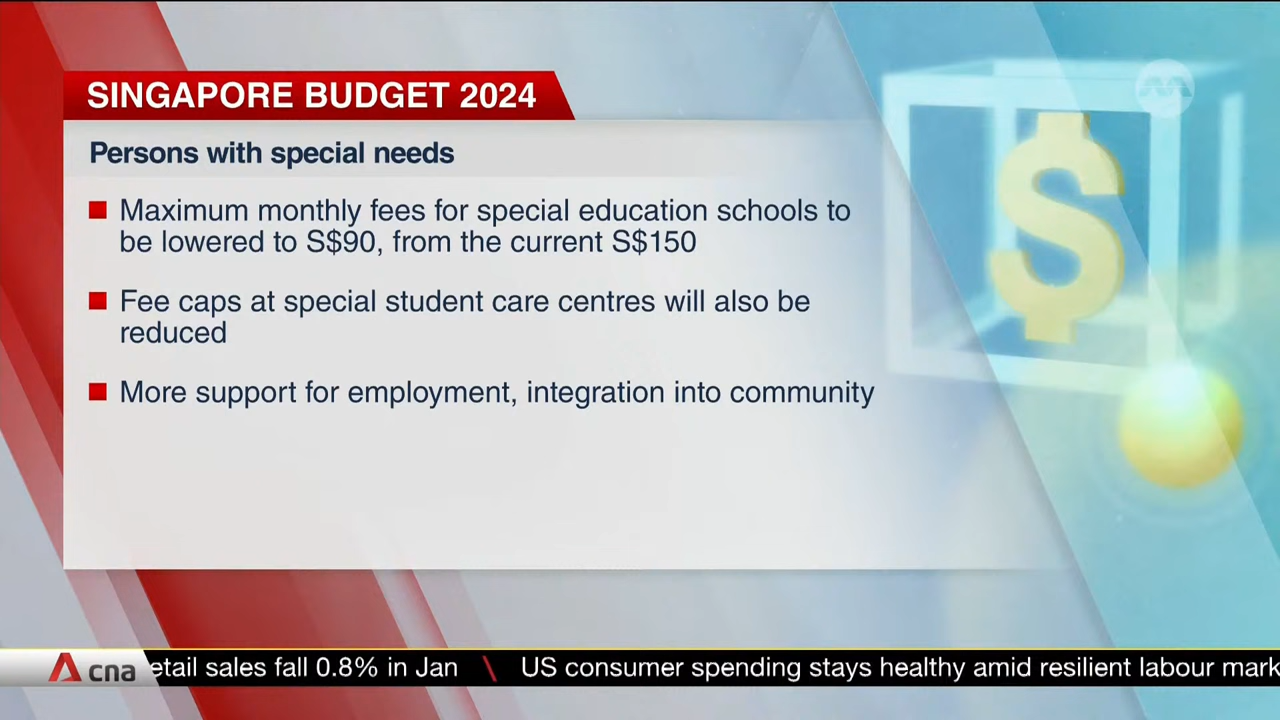 SINGAPORE BUDGET 2024
Persons with special needs
Maximum monthly fees for special education schools to
be lowered to S$90, from the current S$150
Fee caps at special student care centres will also be
reduced
More support for employment, integration into community
$
cna etail sales fall 0.8% in Jan \ US consumer spending stays healthy amid resilient labour mark